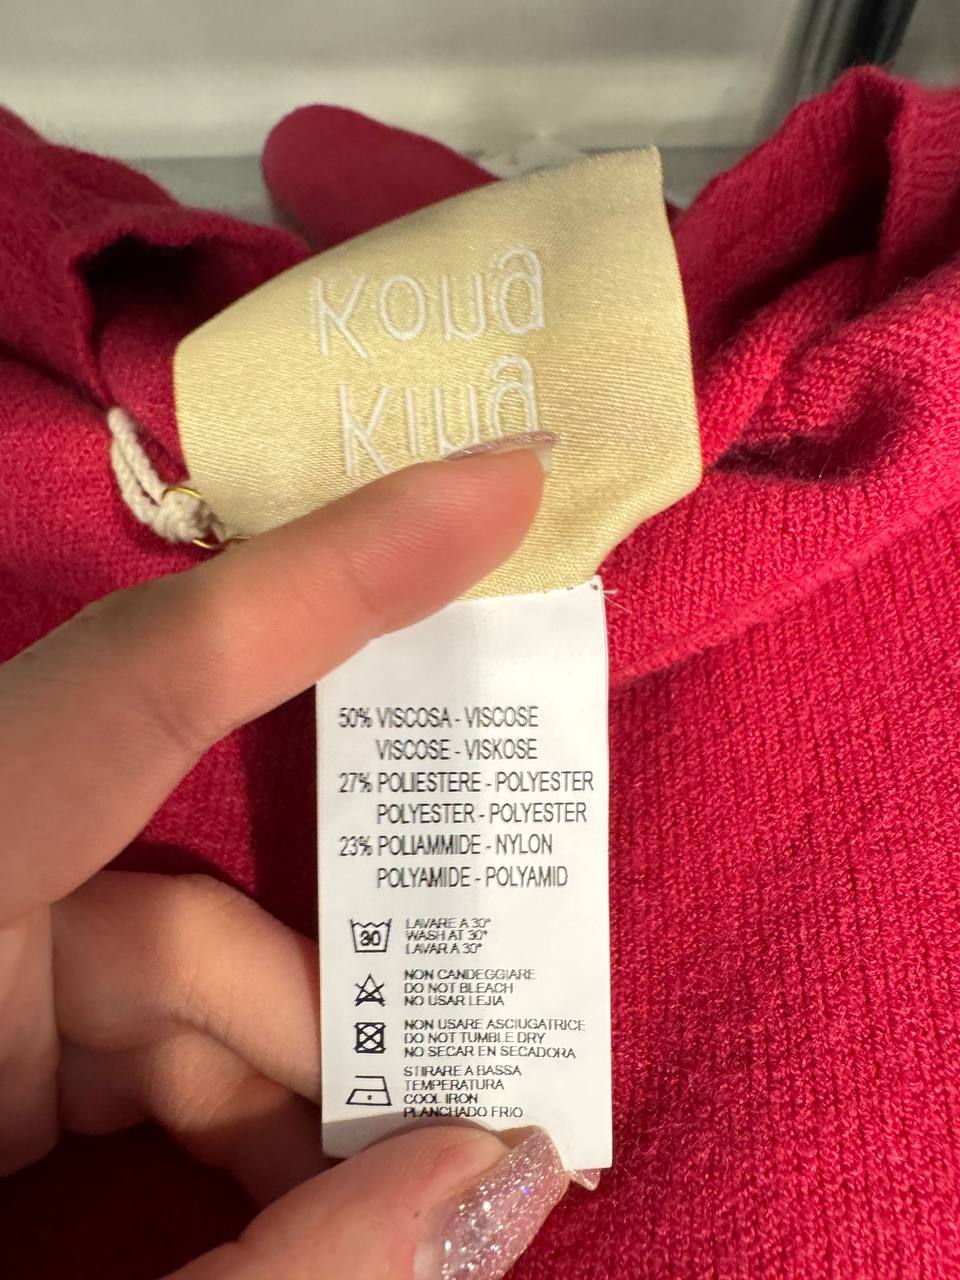 Koua
Kiua
50% VISCOSA - VISCOSE
VISCOSE - VISKOSE
27% POLIESTERE - POLYESTER
POLYESTER - POLYESTER
23% POLIAMMIDE - NYLON
POLYAMIDE - POLYAMID
30
LAVARE A 30°
WASH AT 30°
LAVAR A 30°
NON CANDEGGIARE
DO NOT BLEACH
NO USAR LEJIA
NON USARE ASCIUGATRICE
DO NOT TUMBLE DRY
NO SECAR EN SECADORA
STIRARE A BASSA
TEMPERATURA
COOL IRON
PLANCHADO FRIO